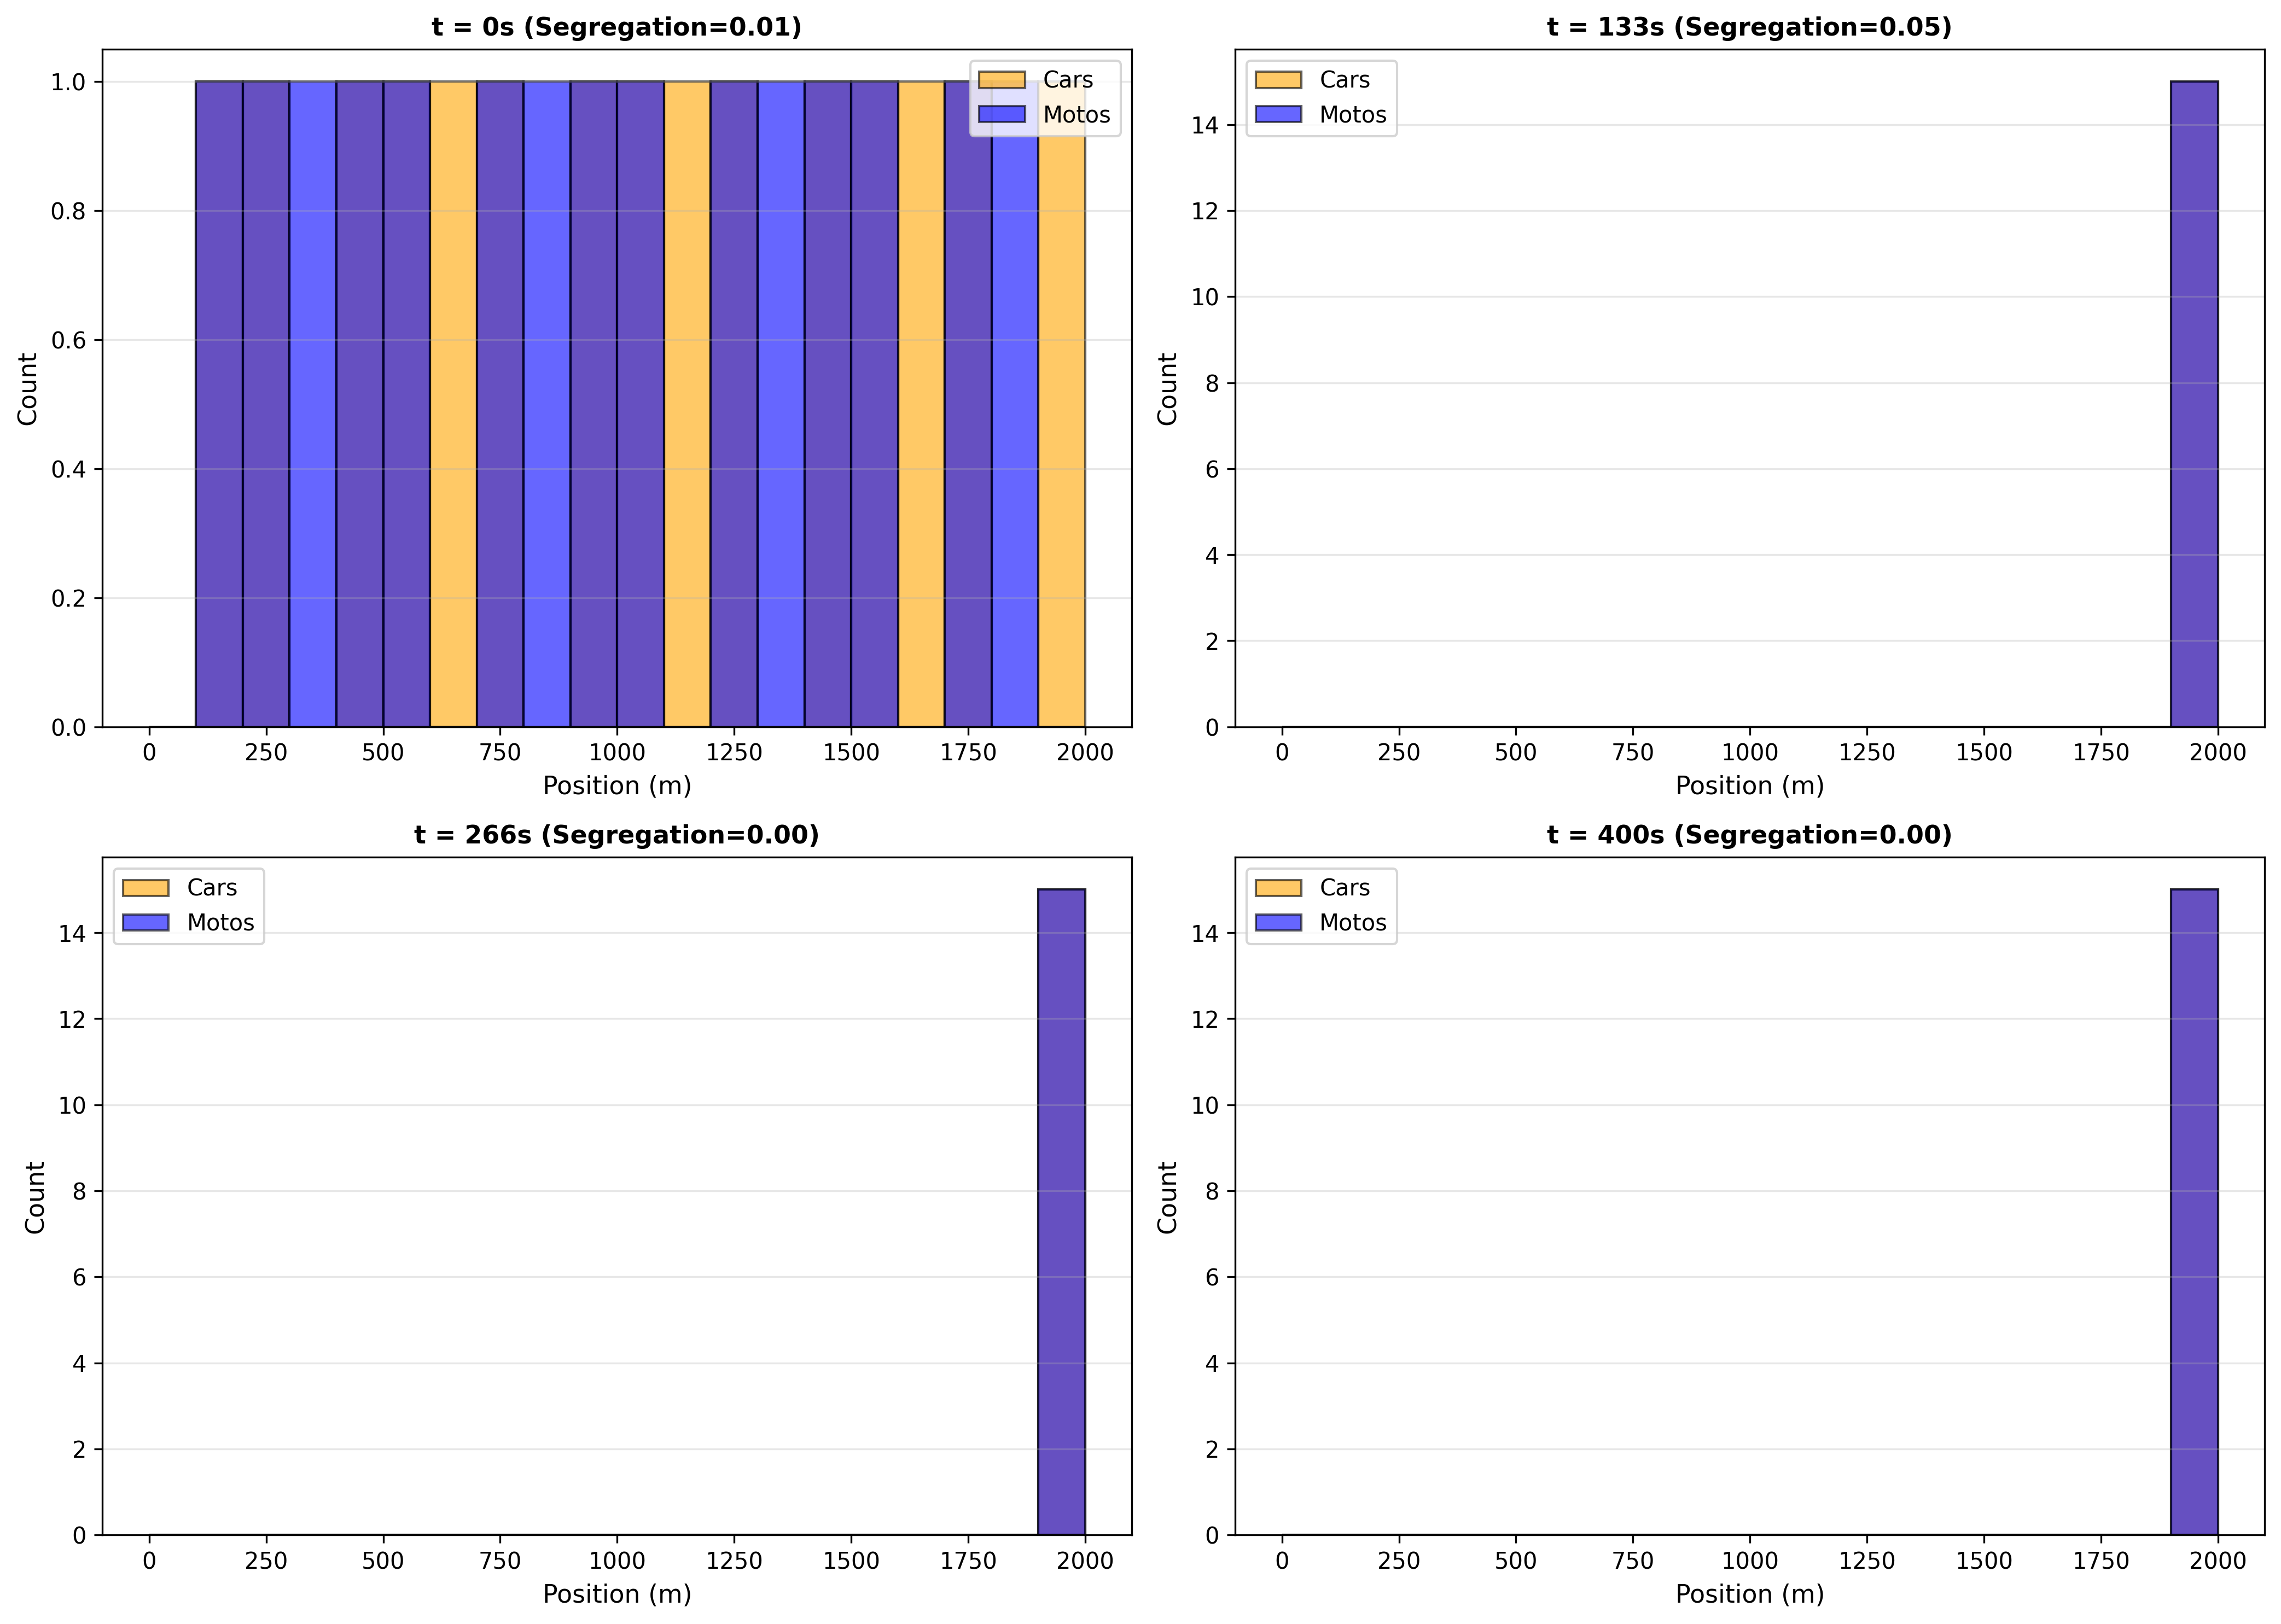 t = 0s (Segregation=0.01)
Count
1.0
0.8
0.6
0.4
0.2
0.0
Cars
Motos
0 250 500 750 1000 1250 1500 1750 2000
Position (m)
t = 133s (Segregation=0.05)
Count
14
12
10
8
6
4
2
0
Cars
Motos
0 250 500 750 1000 1250 1500 1750 2000
Position (m)
t = 266s (Segregation=0.00)
Count
14
12
10
8
6
4
2
0
Cars
Motos
0 250 500 750 1000 1250 1500 1750 2000
Position (m)
t = 400s (Segregation=0.00)
Count
14
12
10
8
6
4
2
0
Cars
Motos
0 250 500 750 1000 1250 1500 1750 2000
Position (m)